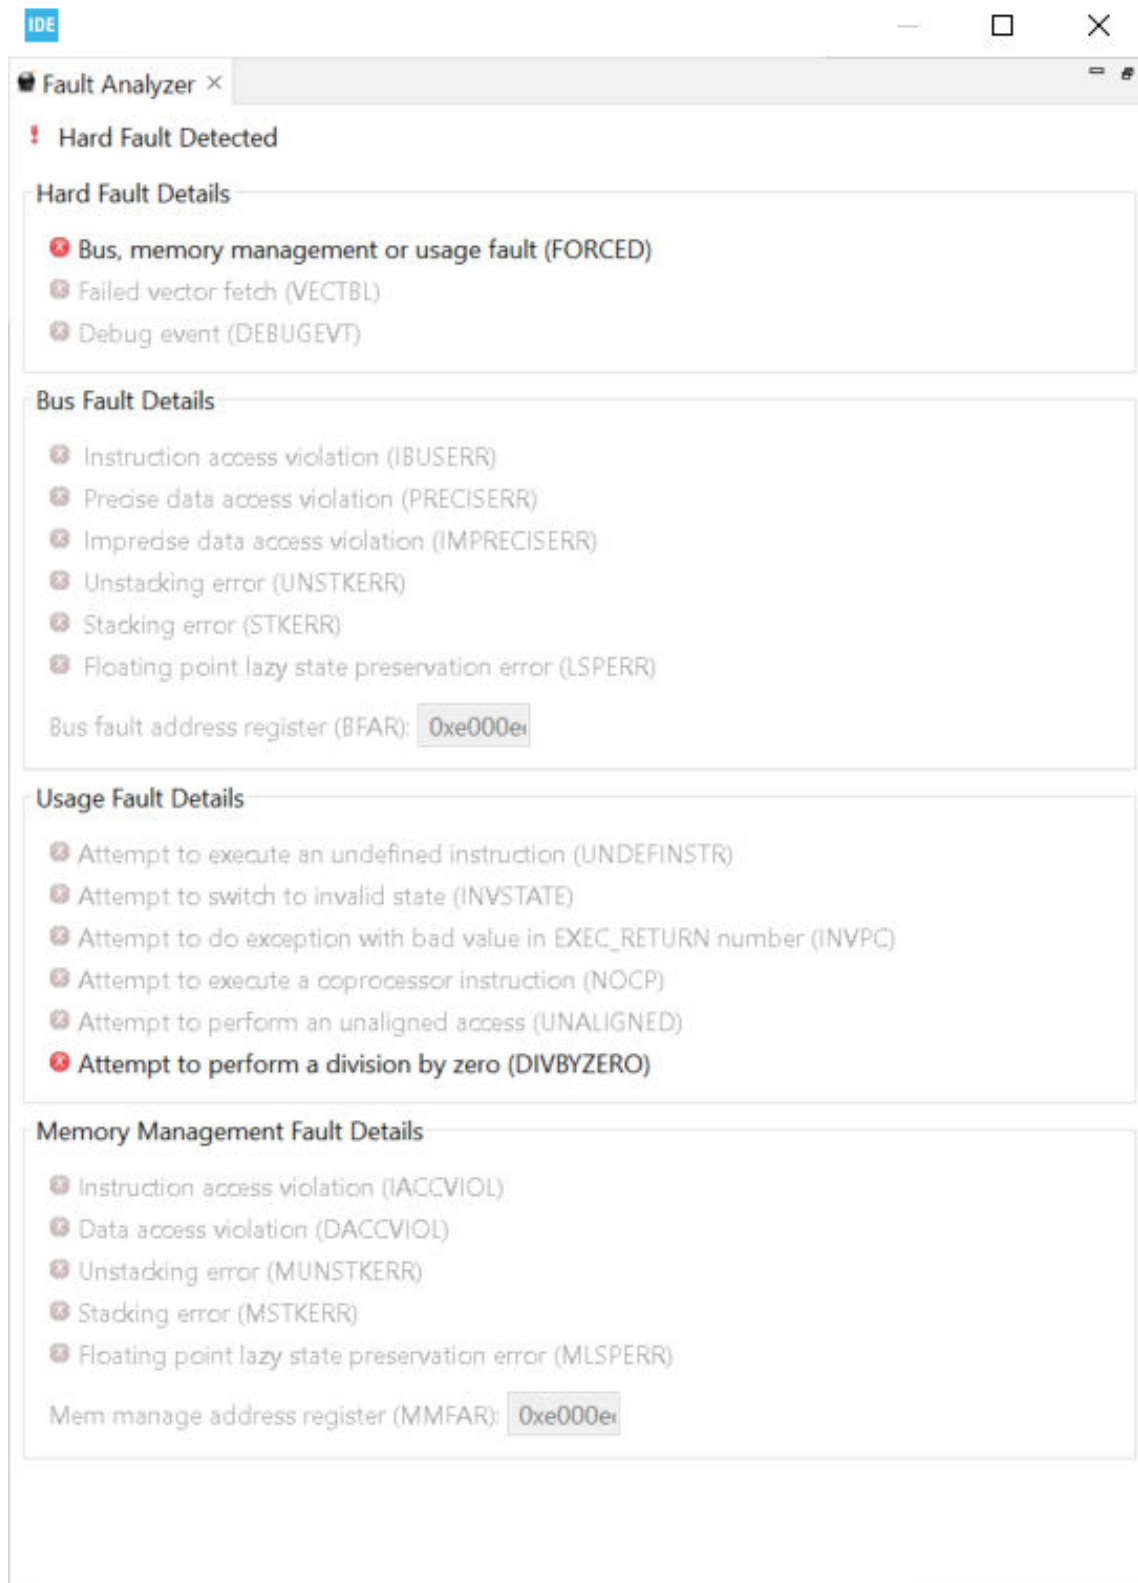 IDE
Fault Analyzer
Hard Fault Detected
Hard Fault Details
Bus, memory management or usage fault (FORCED)
Failed vector fetch (VECTBL)
Debug event (DEBUGEVT)
Bus Fault Details
Instruction access violation (IBUSERR)
Precise data access violation (PRECISERR)
Imprecise data access violation (IMPRECISERR)
Unstacking error (UNSTKERR)
Stacking error (STKERR)
Floating point lazy state preservation error (LSPERR)
Bus fault address register (BFAR): 0xe000e
Usage Fault Details
Attempt to execute an undefined instruction (UNDEFINSTR)
Attempt to switch to invalid state (INVSTATE)
Attempt to do exception with bad value in EXEC_RETURN number (INVPC)
Attempt to execute a coprocessor instruction (NOCP)
Attempt to perform an unaligned access (UNALIGNED)
Attempt to perform a division by zero (DIVBYZERO)
Memory Management Fault Details
Instruction access violation (IACCVIOL)
Data access violation (DACCVIOL)
Unstacking error (MUNSTKERR)
Stacking error (MSTKERR)
Floating point lazy state preservation error (MLSPERR)
Mem manage address register (MMFAR): 0xe000e